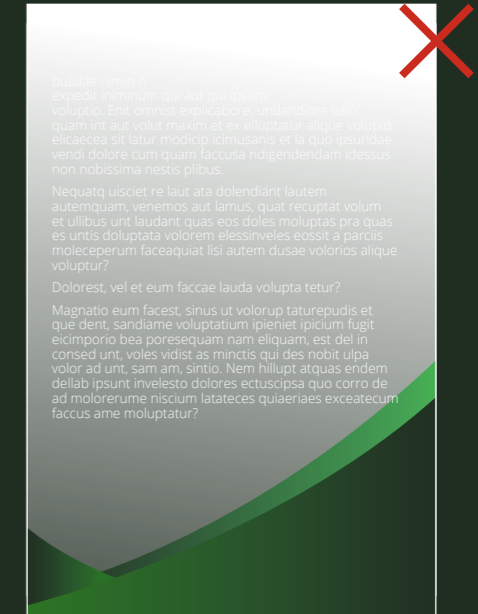 busdae niminis
expedit iniminum qui aut qui ipsam
voluptio. Enit omnist explicabore, undandiore labo
quam int aut volut maxim et ex elluptatur alique volupid
elicaecea sit latur modicip icimusanis et la quo ipsundae
vendi dolore cum quam faccusa ndigendendam idessus
non nobissima nestis plibus.
Nequatq uisciet re laut ata dolendiant lautem
autemquam, venemos aut lamus, quat recuptat volum
et ullibus unt laudant quas eos doles moluptas pra quas
es untis doluptata volorem elessinveles eossit a parciis
moleceperum faceaquiat lisi autem dusae volorios alique
voluptur?
Dolorest, vel et eum faccae lauda volupta tetur?
Magnatio eum facest, sinus ut volorup taturepudis et
que dent, sandiame voluptatium ipieniet ipicium fugit
eicimporio bea poresequam nam eliquam, est del in
consed unt, voles vidist as minctis qui des nobit ulpa
volor ad unt, sam am, sintio. Nem hillupt atquas endem
dellab ipsunt invelesto dolores ectuscipsa quo corro de
ad molorerume niscium latateces quiaeriaes exceatecum
faccus ame moluptatur?